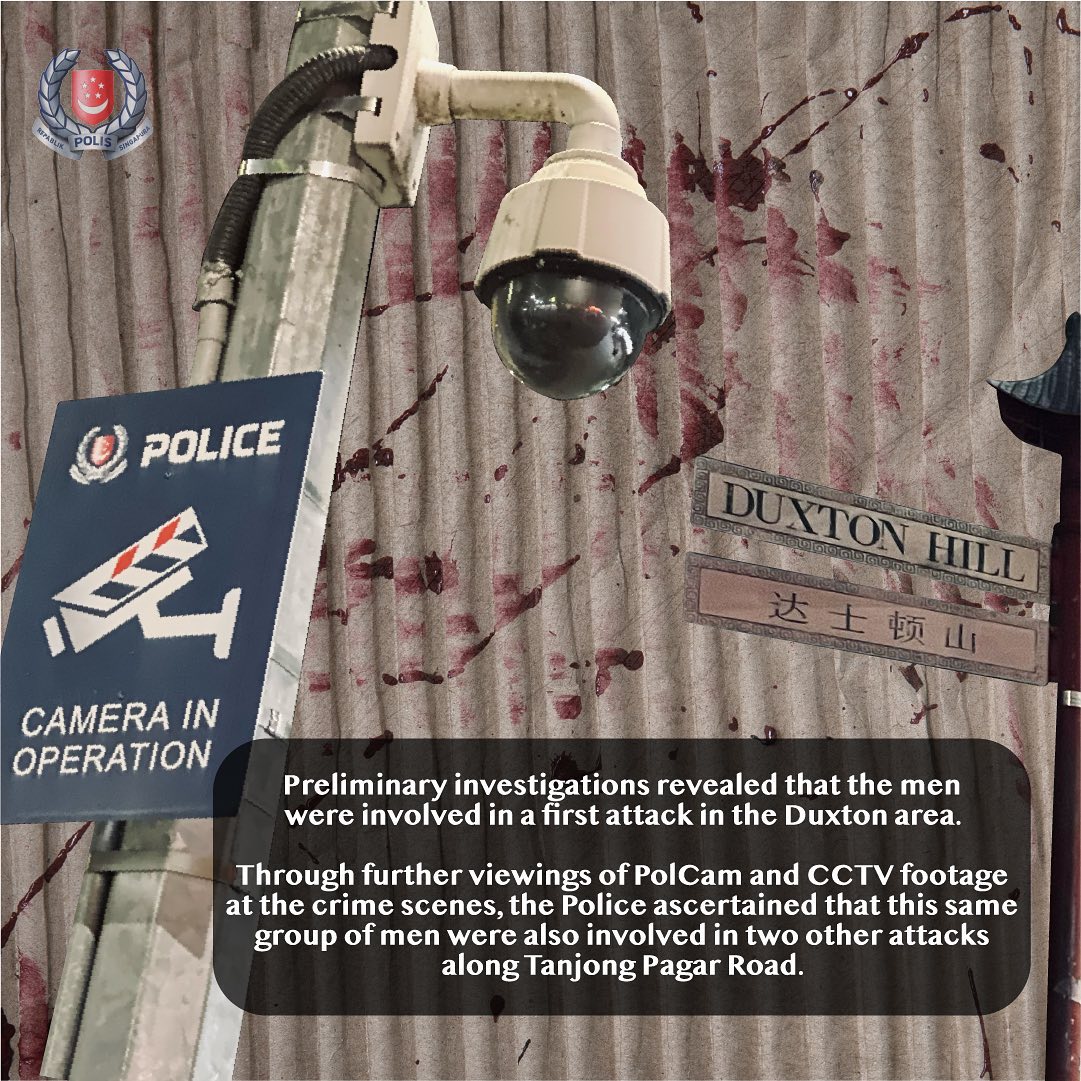 REPABLIK POLIS SINGAPURA
POLICE
CAMERA IN
OPERATION
DUXTON HILL
达士顿山
Preliminary investigations revealed that the men
were involved in a first attack in the Duxton area.
Through further viewings of PolCam and CCTV footage
at the crime scenes, the Police ascertained that this same
group of men were also involved in two other attacks
along Tanjong Pagar Road.